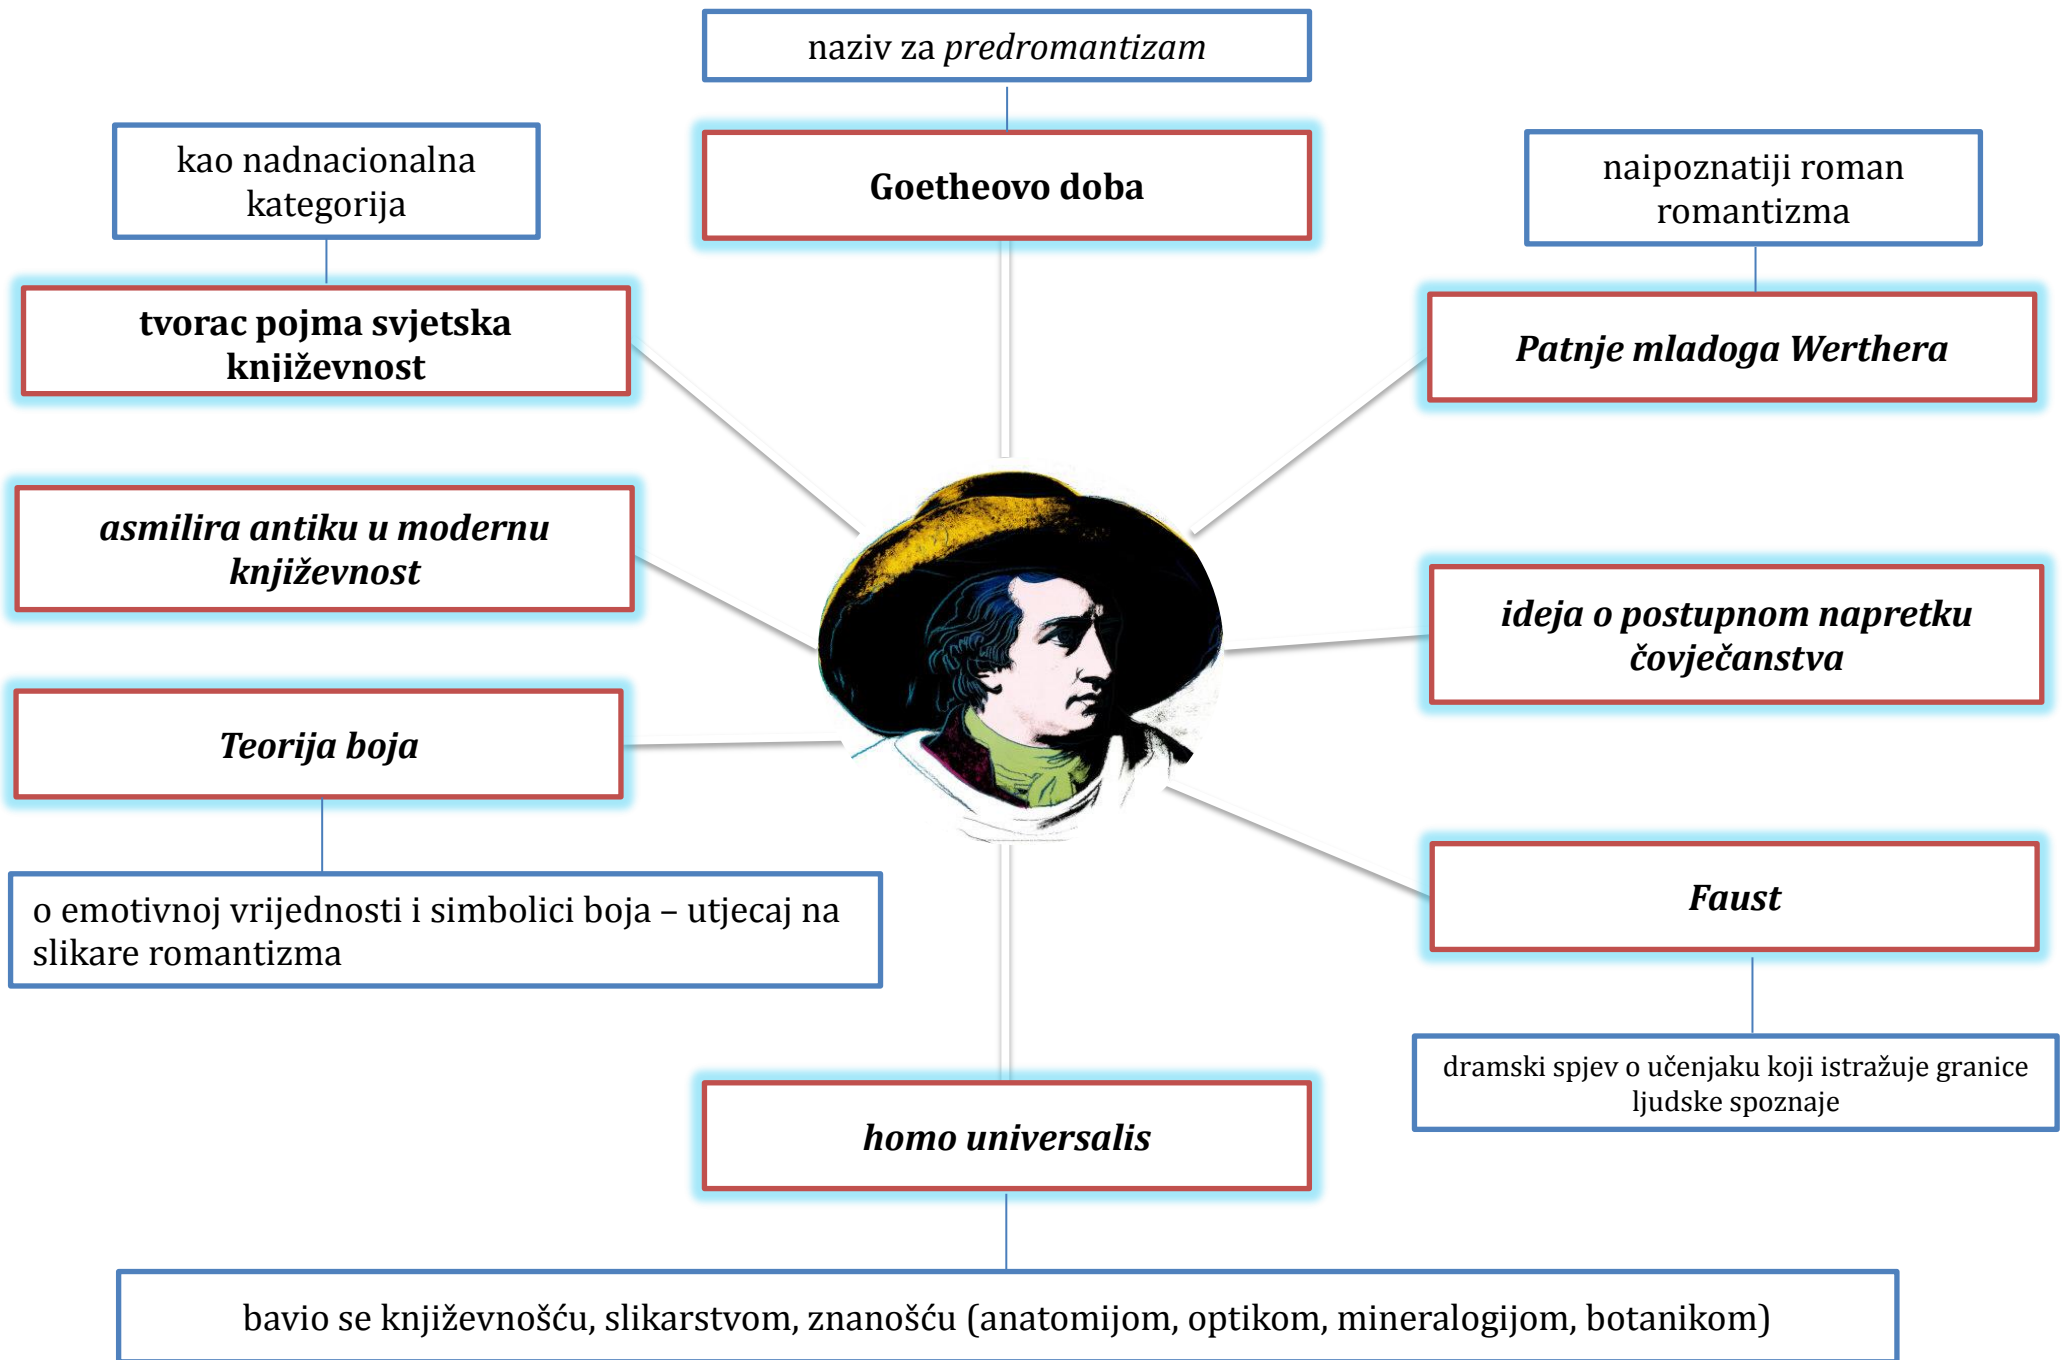 naziv za predromantizam
Goetheovo doba
kao nadnacionalna
kategorija
tvorac pojma svjetska
književnost
naipoznatiji roman
romantizma
Patnje mladoga Werthera
asmilira antiku u modernu
književnost
ideja o postupnom napretku
čovječanstva
Teorija boja
o emotivnoj vrijednosti i simbolici boja – utjecaj na
slikare romantizma
Faust
dramski spjev o učenjaku koji istražuje granice
ljudske spoznaje
homo universalis
bavio se književnošću, slikarstvom, znanošću (anatomijom, optikom, mineralogijom, botanikom)